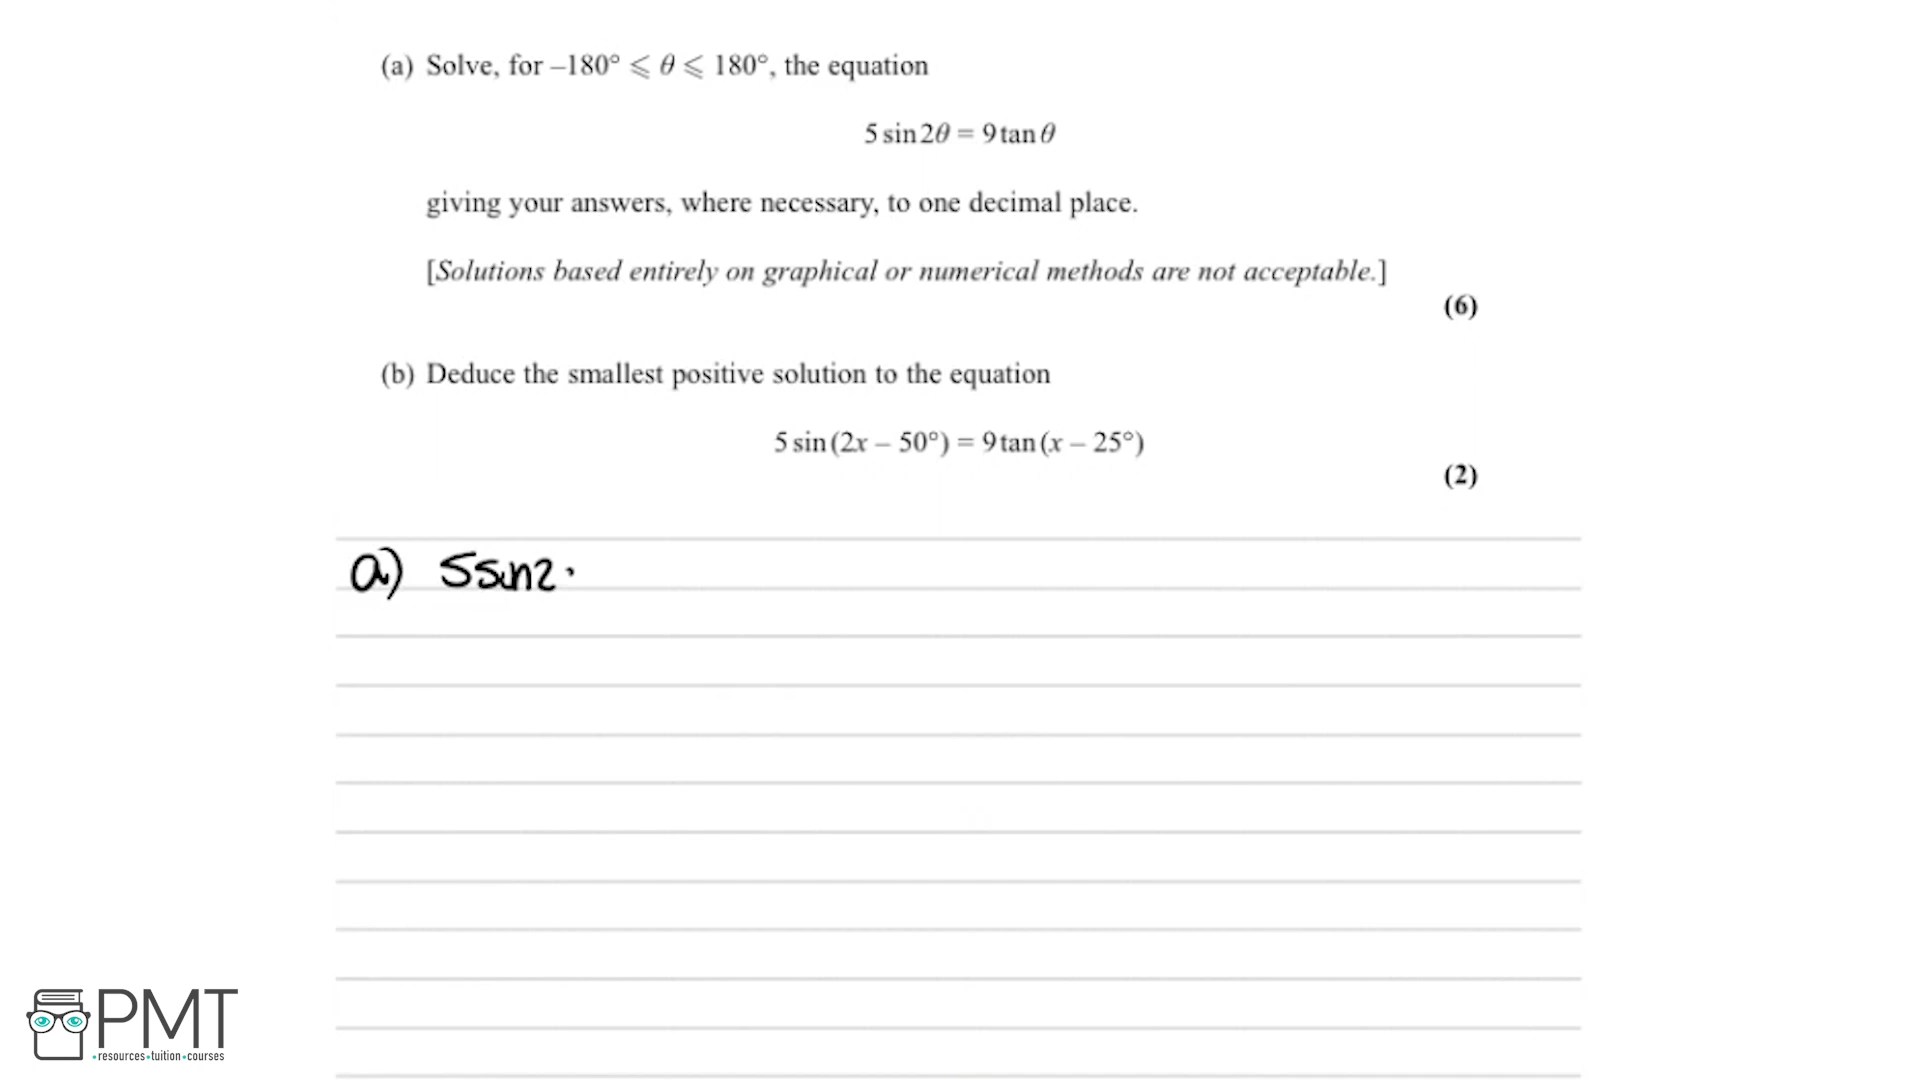 (a) Solve, for –180° ⩽ θ ⩽ 180°, the equation
5 sin 2θ = 9 tan θ
giving your answers, where necessary, to one decimal place.
[Solutions based entirely on graphical or numerical methods are not acceptable.]
(6)
(b) Deduce the smallest positive solution to the equation
5 sin (2x – 50°) = 9 tan (x – 25°)
(2)
a) 5sin2
PMT
•resources•tuition•courses